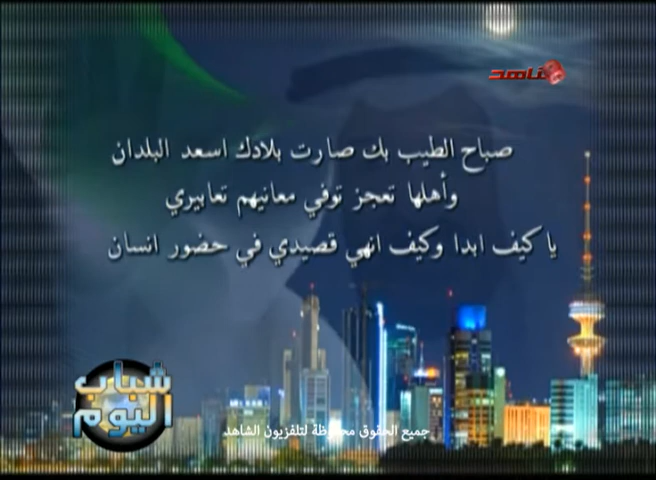 شاهد
صباح الطيب بك صارت بلادك اسعد البلدان
وأهلها تعجز توفي معانيهم تعابيري
يا كيف ابدا وكيف انهي قصيدي في حضور انسان
شباب
اليوم
جميع الحقوق محفوظة لتلفزيون الشاهد